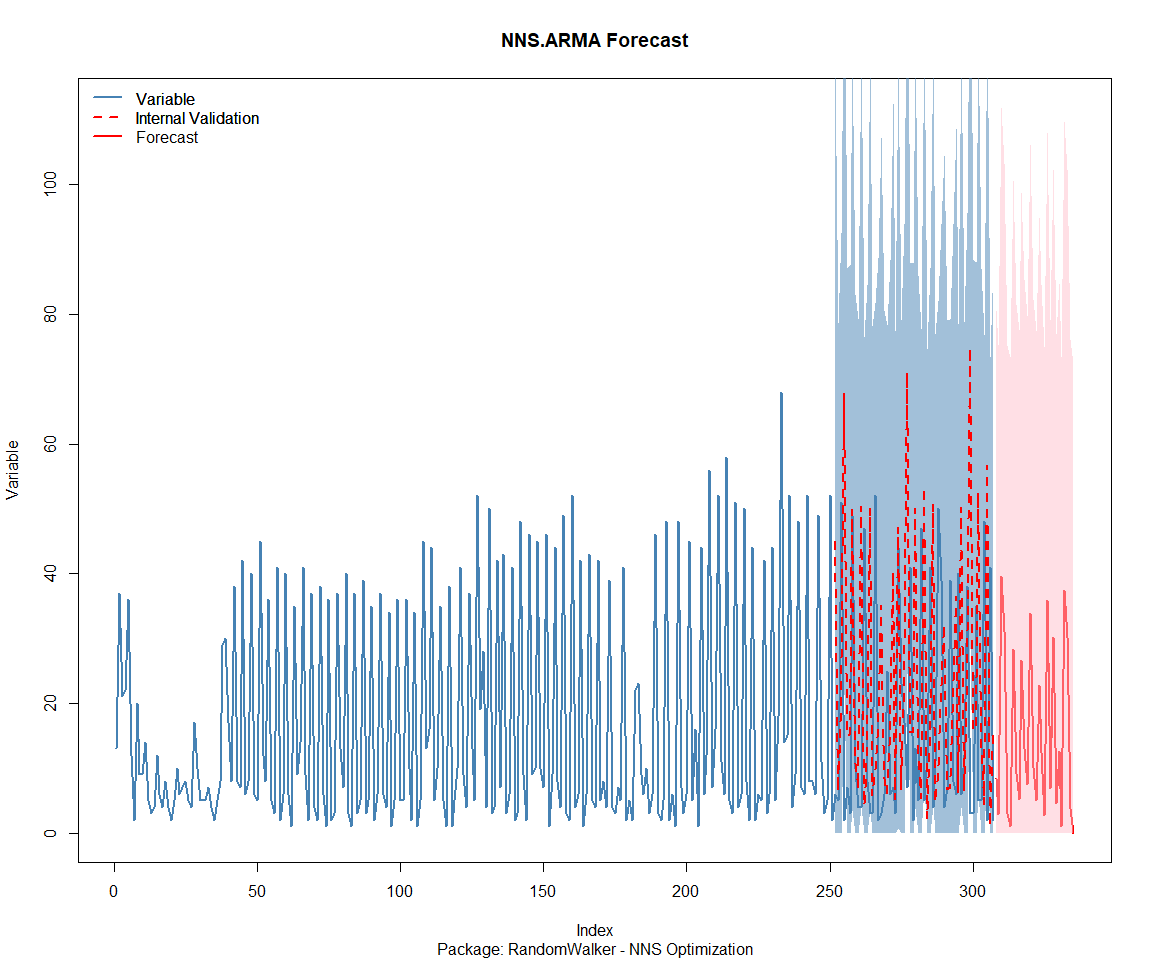 NNS.ARMA Forecast
Variable
Internal Validation
Forecast
Variable
100
80
60
40
20
0
0
50
100
150
200
250
300
Index
Package: RandomWalker - NNS Optimization